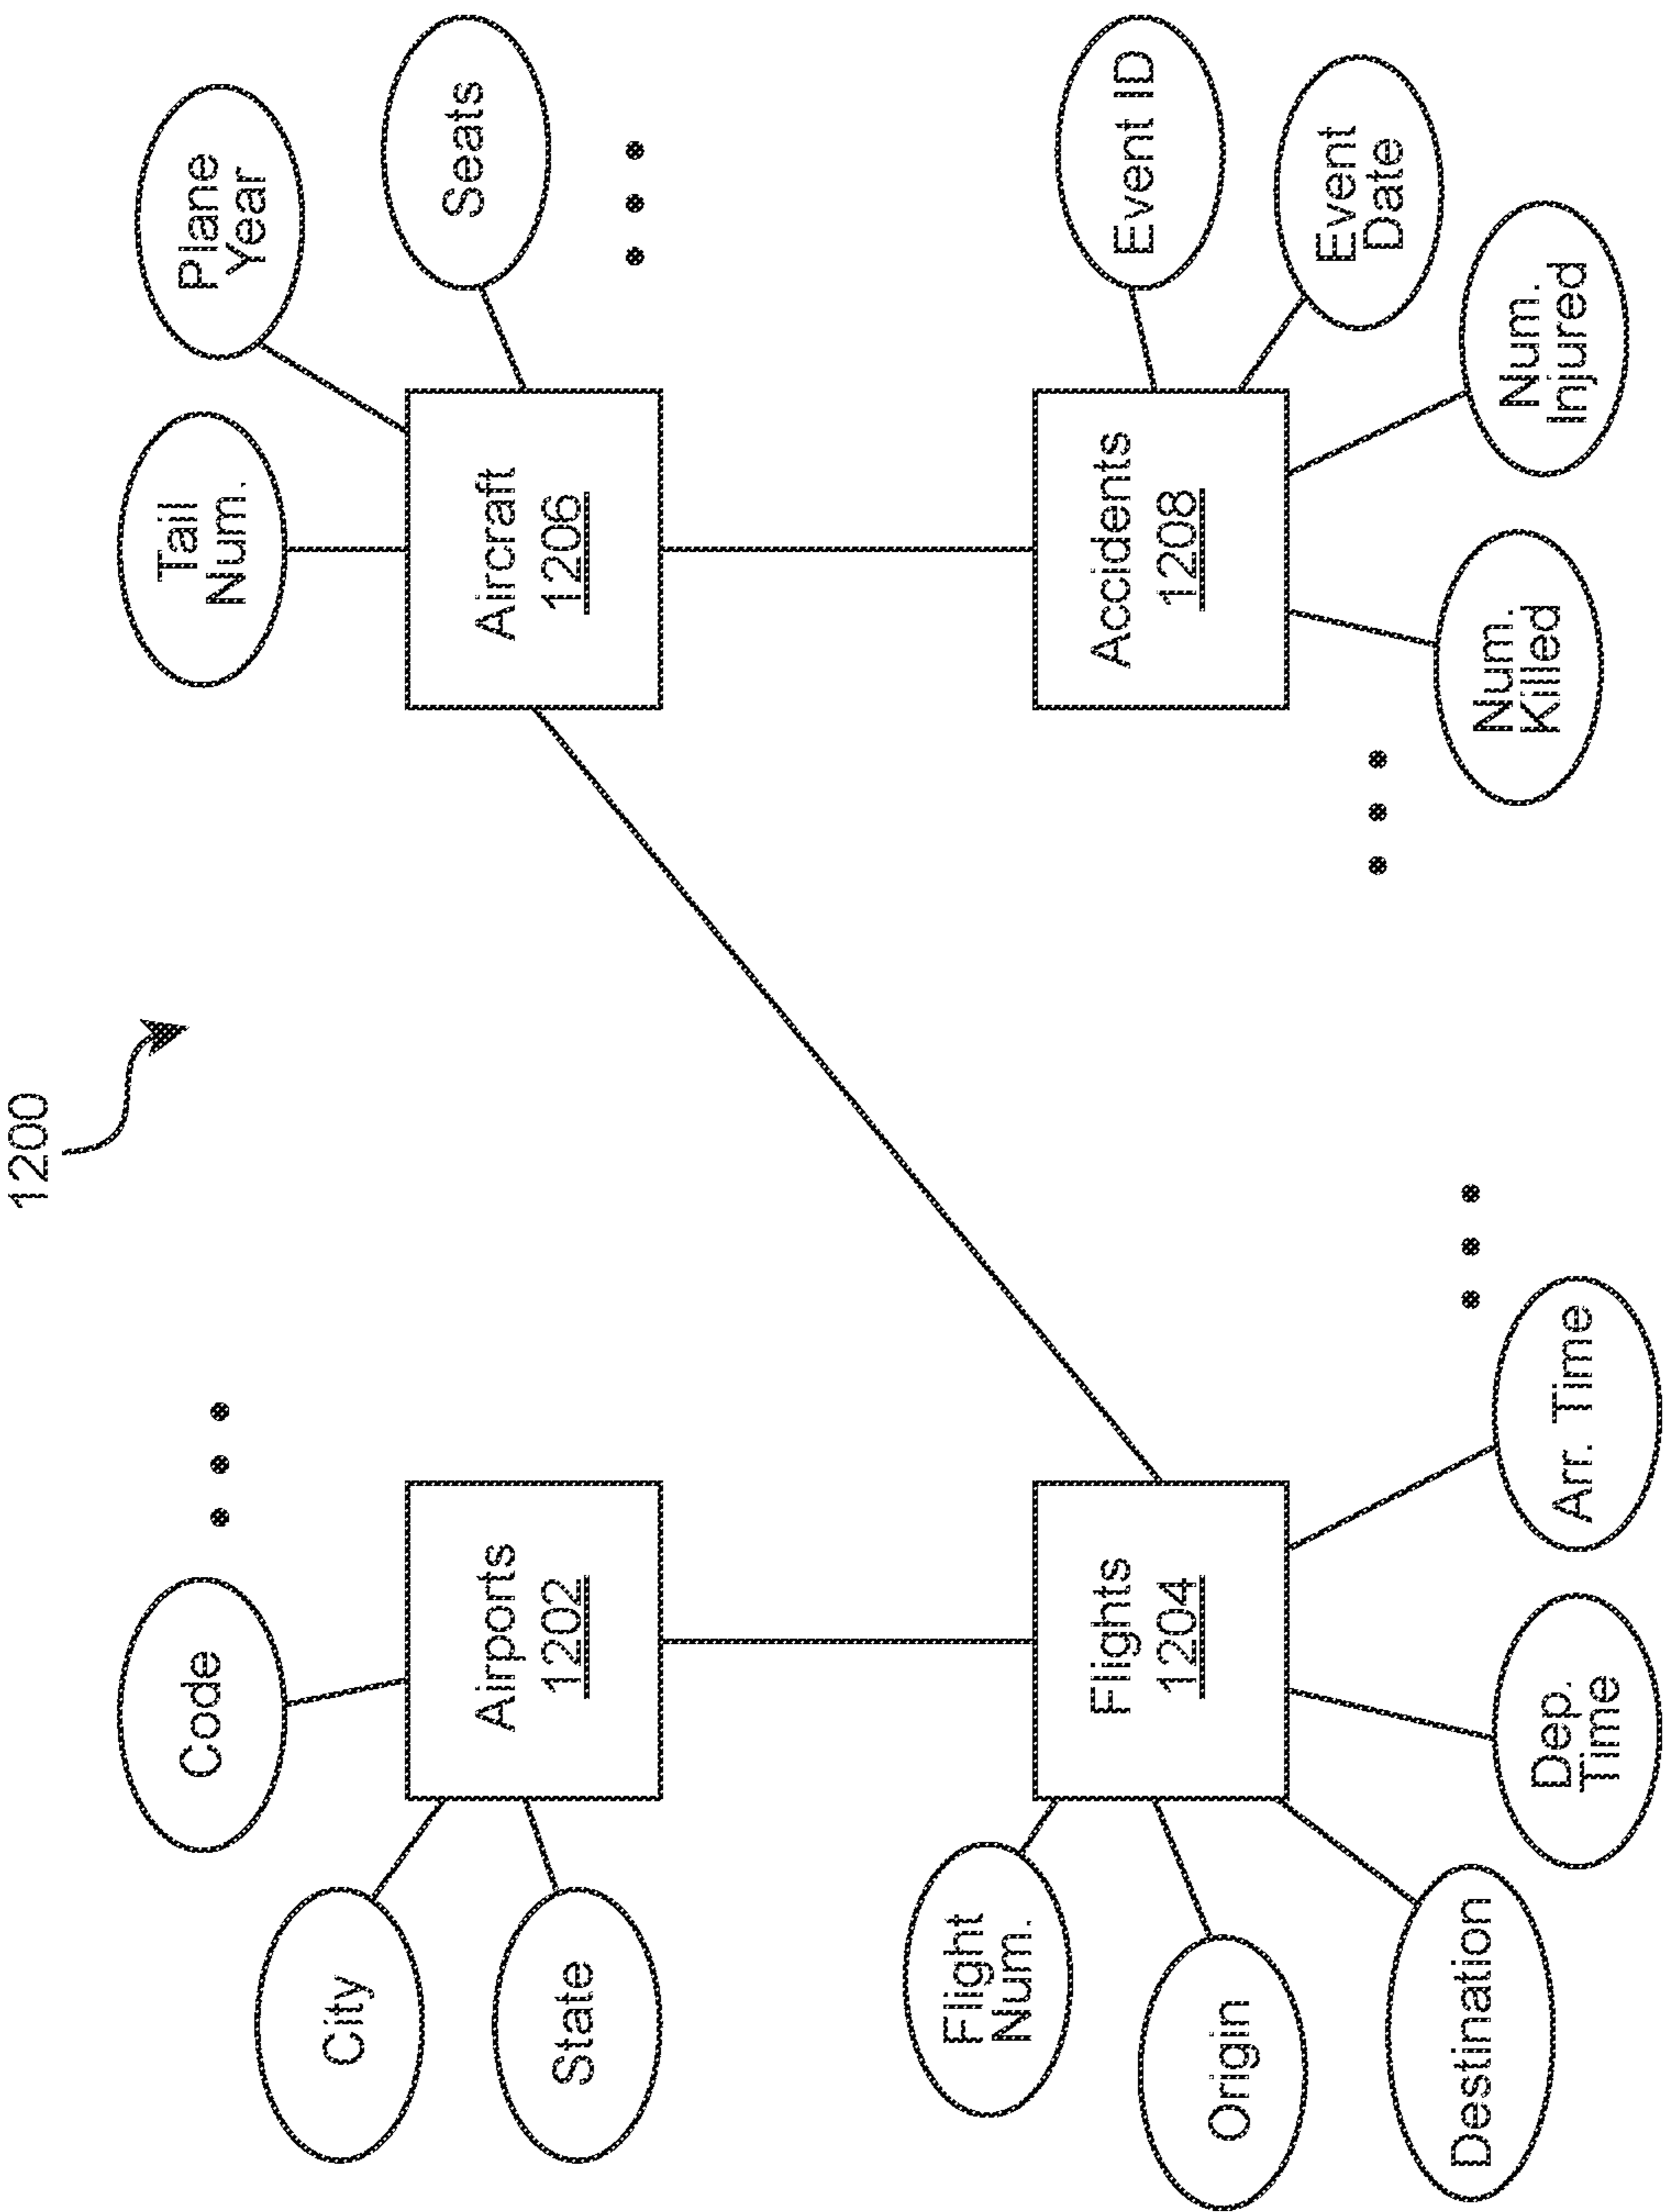 1200
Code
City
State
Airports
1202
Tail
Num.
Plane
Year
Seats
Aircraft
1206
Flight
Num.
Origin
Destination
Dep.
Time
Arr. Time
Flights
1204
Accidents
1208
Event ID
Event
Date
Num.
Injured
Num.
Killed